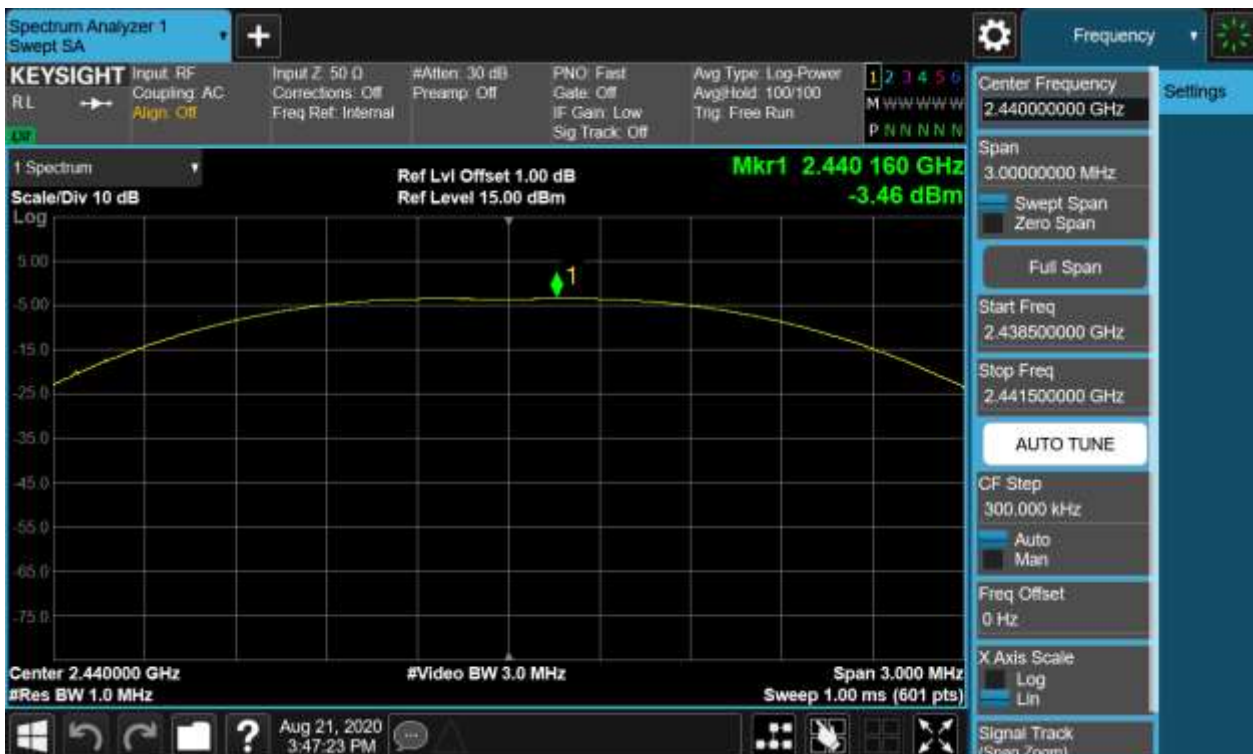 Spectrum Analyzer 1
Swept SA
+
Frequency
KEYSIGHT
RL
Input: RF
Coupling: AC
Align: Off
Input Z: 50 Ω
Corrections: Off
Freq Ref: Internal
#Atten: 30 dB
Preamp: Off
PNO: Fast
Gate: Off
IF Gain: Low
Sig Track: Off
Avg Type: Log-Power
Avg|Hold: 100/100
Trig: Free Run
1 2 3 4 5 6
M W W W W W
P N N N N N
1 Spectrum
Scale/Div 10 dB
Log
Ref Lvl Offset 1.00 dB
Ref Level 15.00 dBm
Mkr1 2.440 160 GHz
-3.46 dBm
1
5.00
-5.00
-15.0
-25.0
-35.0
-45.0
-55.0
-65.0
-75.0
Center 2.440000 GHz
#Res BW 1.0 MHz
#Video BW 3.0 MHz
Span 3.000 MHz
Sweep 1.00 ms (601 pts)
Center Frequency
2.440000000 GHz
Settings
Span
3.00000000 MHz
Swept Span
Zero Span
Full Span
Start Freq
2.438500000 GHz
Stop Freq
2.441500000 GHz
AUTO TUNE
CF Step
300.000 kHz
Auto
Man
Freq Offset
0 Hz
X Axis Scale
Log
Lin
Signal Track
(Span Zoom)
?
Aug 21, 2020
3:47:23 PM